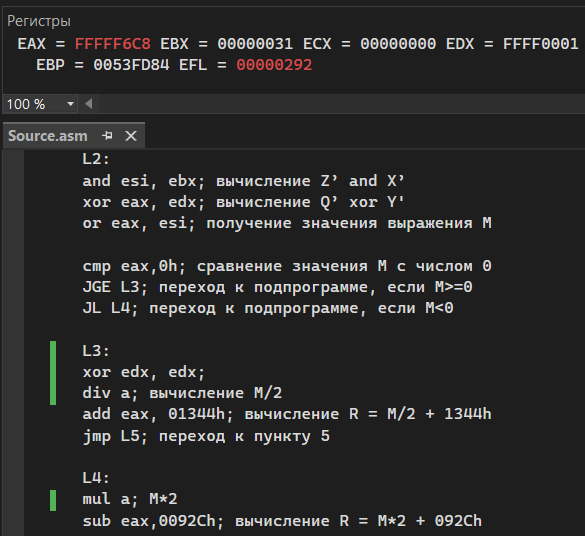 Регистры
EAX = FFFFF6C8 EBX = 00000031 ECX = 00000000 EDX = FFFF0001
EBP = 0053FD84 EFL = 00000292
100 %
Source.asm
L2:
and esi, ebx; вычисление Z’ and X’
xor eax, edx; вычисление Q’ xor Y'
or eax, esi; получение значения выражения M
cmp eax,0h; сравнение значения M с числом 0
JGE L3; переход к подпрограмме, если M>=0
JL L4; переход к подпрограмме, если M<0
L3:
xor edx, edx;
div a; вычисление M/2
add eax, 01344h; вычисление R = M/2 + 1344h
jmp L5; переход к пункту 5
L4:
mul a; M*2
sub eax,0092Ch; вычисление R = M*2 + 092Ch